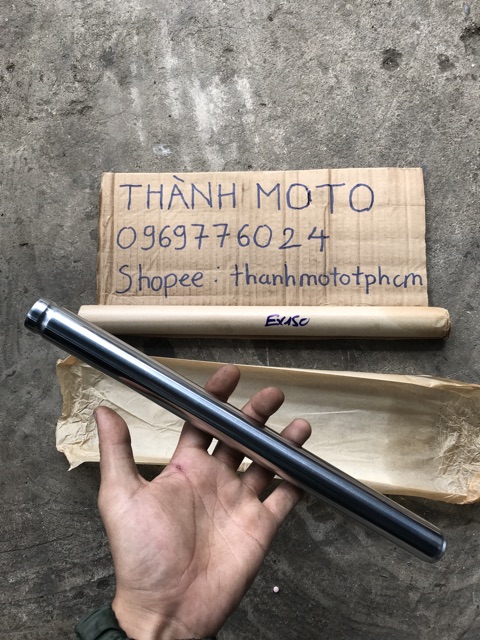 THÀNH MOTO
0969776024
Shopee : thanhmototphcm
EX150